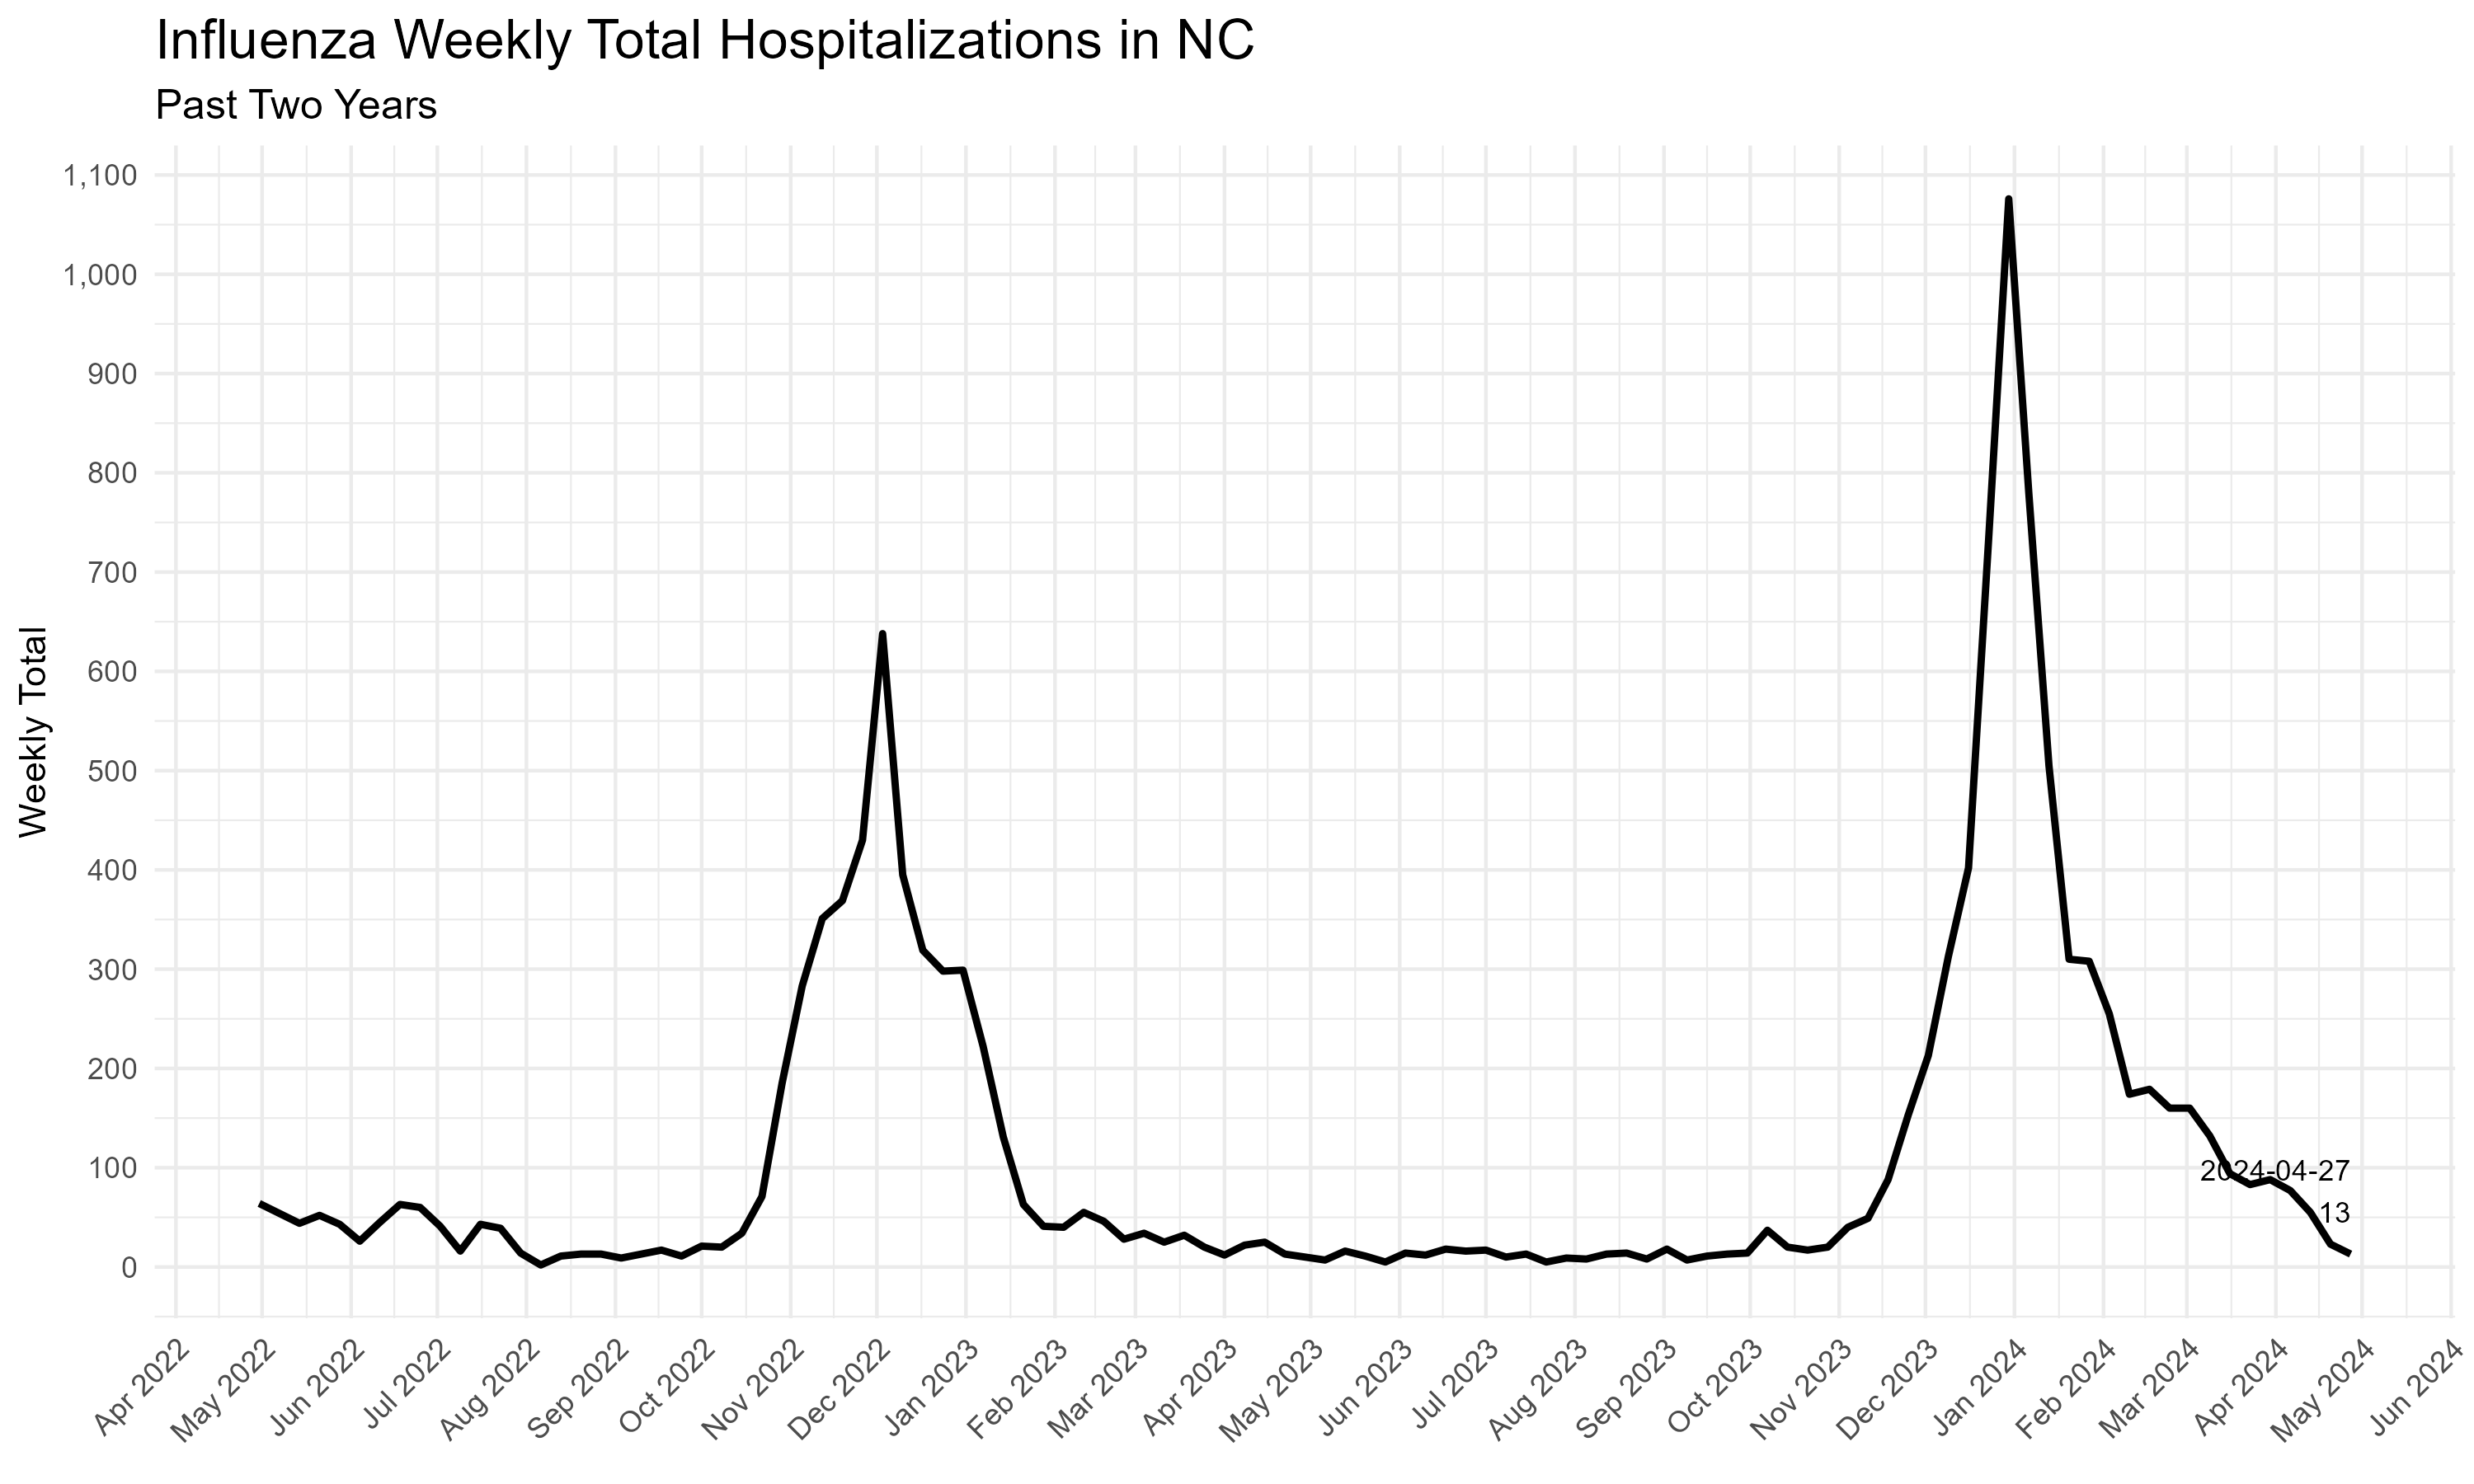 Influenza Weekly Total Hospitalizations in NC
Past Two Years
Weekly Total
1,100
1,000
900
800
700
600
500
400
300
200
100
0
2024-04-27
13
Apr 2022
May 2022
Jun 2022
Jul 2022
Aug 2022
Sep 2022
Oct 2022
Nov 2022
Dec 2022
Jan 2023
Feb 2023
Mar 2023
Apr 2023
May 2023
Jun 2023
Jul 2023
Aug 2023
Sep 2023
Oct 2023
Nov 2023
Dec 2023
Jan 2024
Feb 2024
Mar 2024
Apr 2024
May 2024
Jun 2024